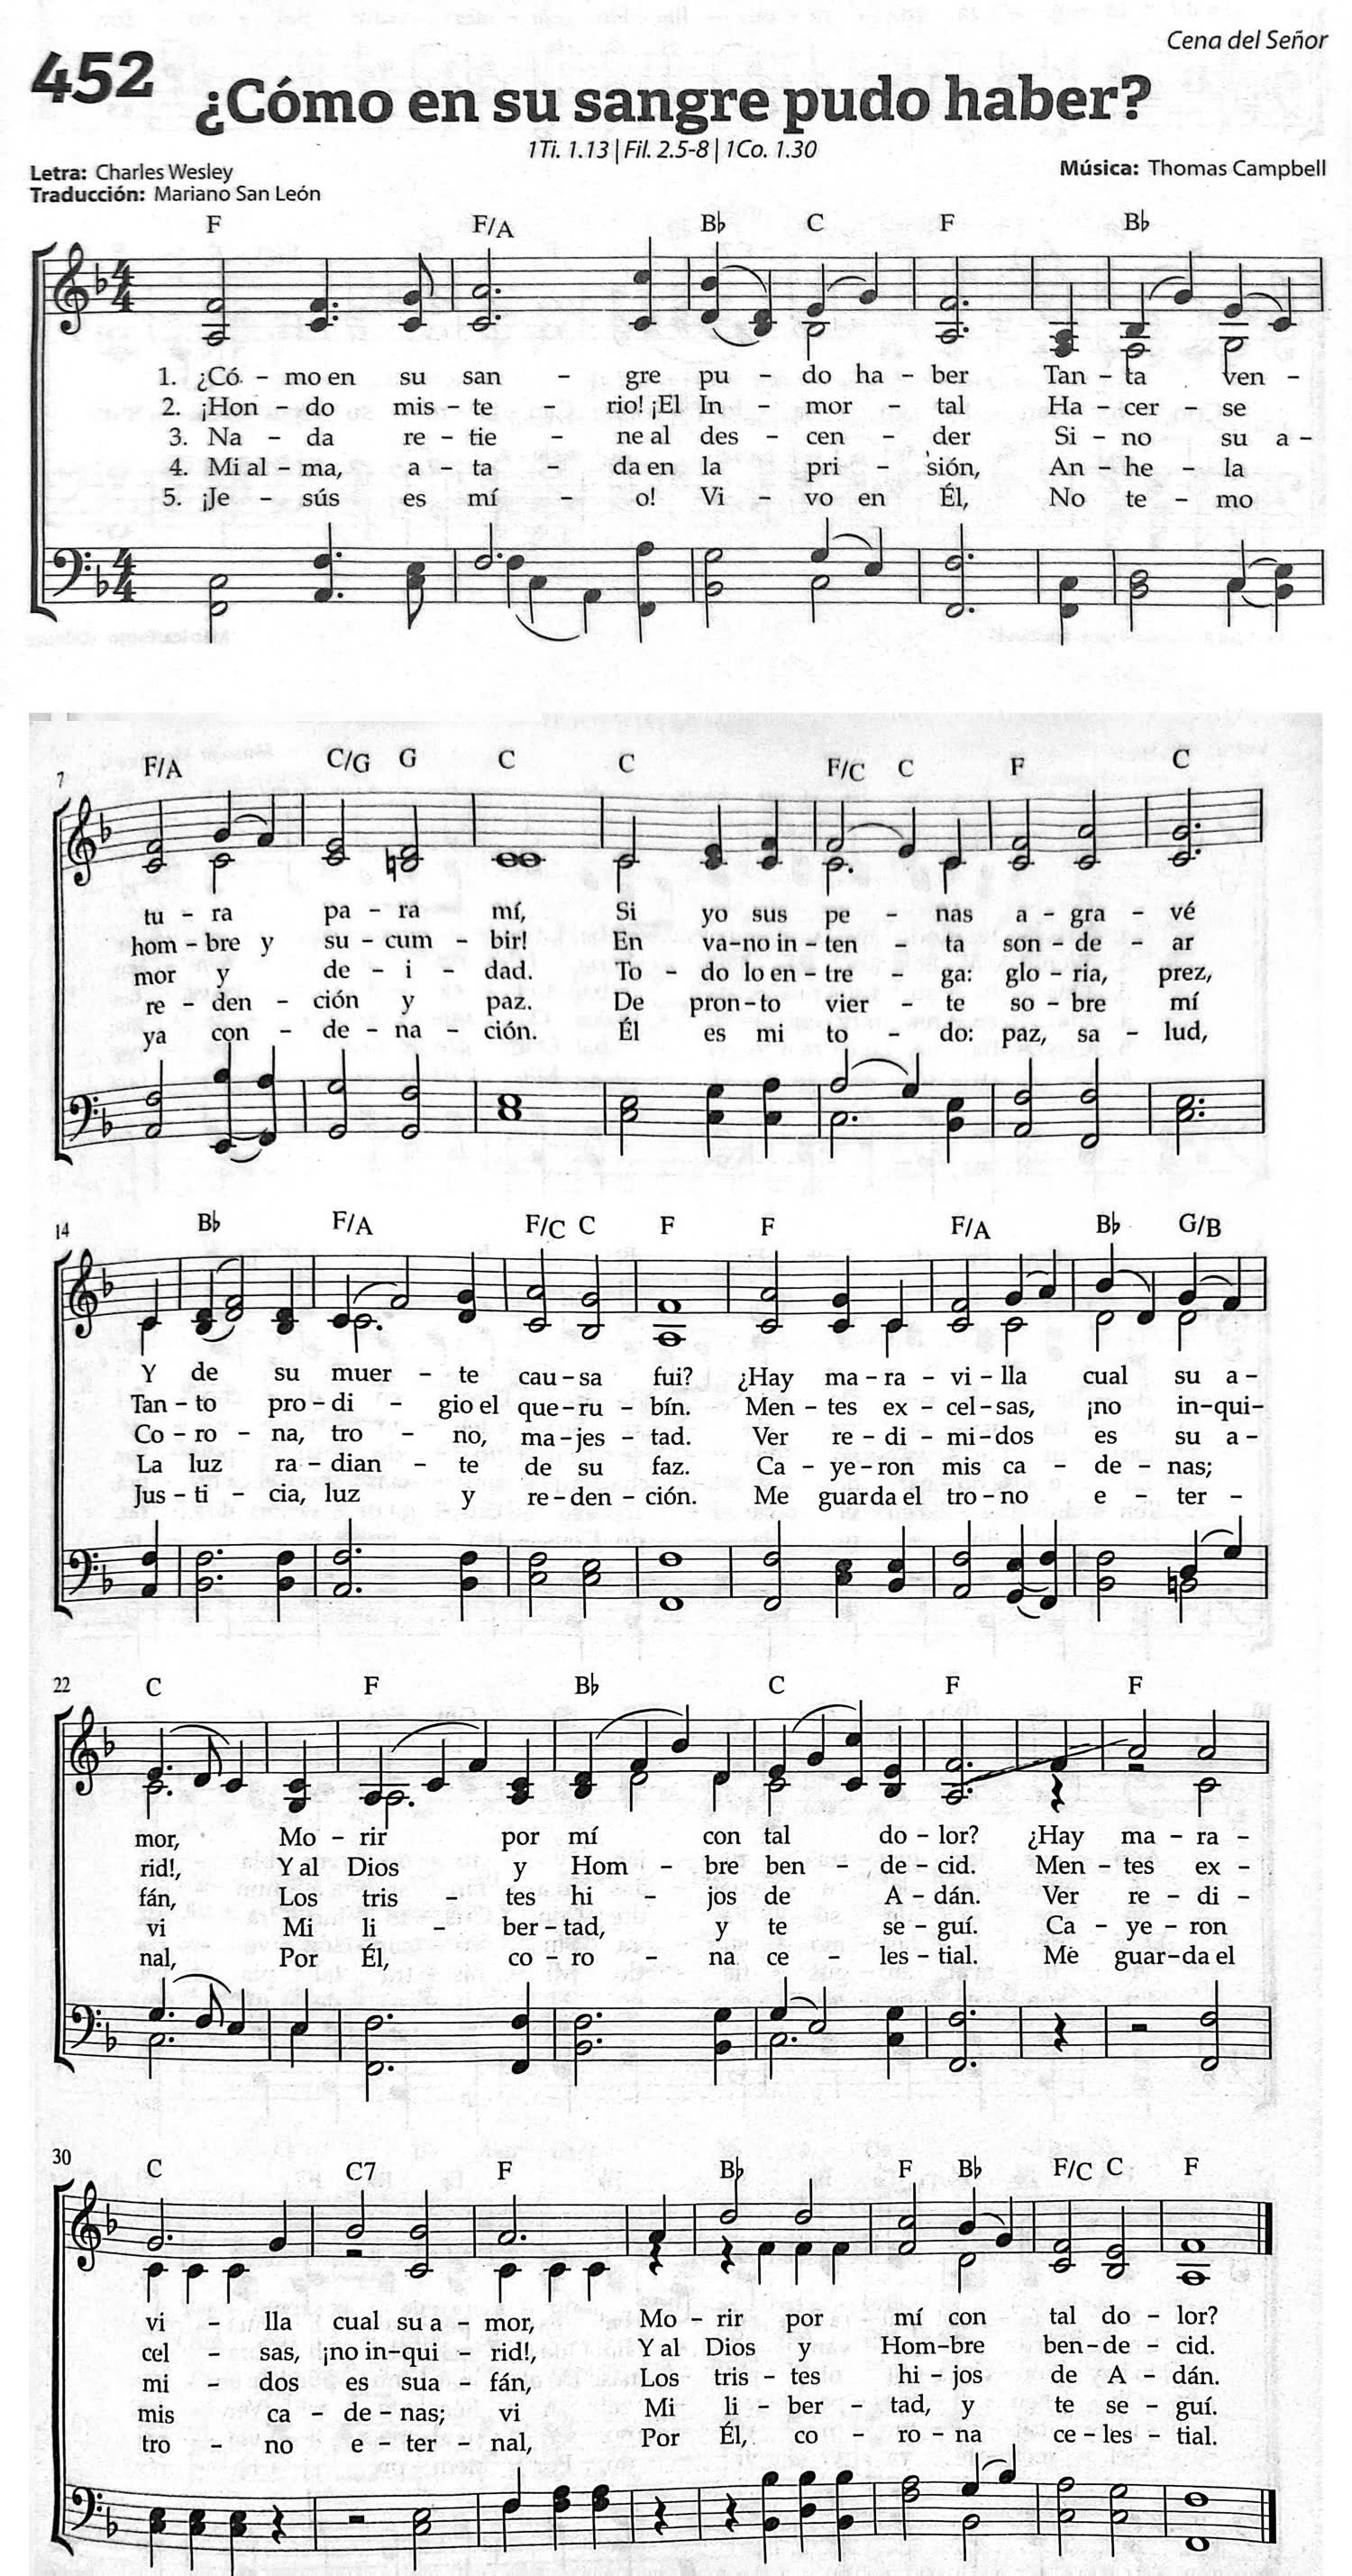 Cena del Señor
452
¿Cómo en su sangre pudo haber?
1Ti. 1.13 | Fil. 2.5-8 | 1Co. 1.30
Letra: Charles Wesley
Música: Thomas Campbell
Traducción: Mariano San León
F F/A B♭ C F B♭
4 4
1. ¿Có – mo en su san – gre pu – do ha – ber Tan – ta ven –
2. ¡Hon – do mis – te – rio! ¡El In – mor – tal Ha – cer – se
3. Na – da re – tie – ne al des – cen – der Si – no su a –
4. Mi al – ma, a – ta – da en la pri – sión, An – he – la
5. ¡Je – sús es mí – o! Vi – vo en Él, No te – mo
4 4
7
F/A C/G G C C F/C C F C
tu – ra pa – ra mí, Si yo sus pe – nas a – gra – vé
hom – bre y su – cum – bir! En va–no in – ten – ta son – de – ar
mor y de – i – dad. To – do lo en – tre – ga: glo – ria, prez,
re – den – ción y paz. De pron – to vier – te so – bre mí
ya con – de – na – ción. Él es mi to – do: paz, sa – lud,
14
B♭ F/A F/C C F F F/A B♭ G/B
Y de su muer – te cau – sa fui? ¿Hay ma – ra – vi – lla cual su a –
Tan – to pro – di – gio el que – ru – bín. Men – tes ex – cel – sas, ¡no in–qui–
Co – ro – na, tro – no, ma – jes – tad. Ver re – di – mi – dos es su a –
La luz ra – dian – te de su faz. Ca – ye – ron mis ca – de – nas;
Jus – ti – cia, luz y re – den – ción. Me guar da el tro – no e – ter –
22
C F B♭ C F F
mor, Mo – rir por mí con tal do – lor? ¿Hay ma – ra –
rid!, Y al Dios y Hom – bre ben – de – cid. Men – tes ex –
fán, Los tris – tes hi – jos de A – dán. Ver re – di –
vi Mi li – ber – tad, y te se – guí. Ca – ye – ron
nal, Por Él, co – ro – na ce les – tial. Me guar–da el
30
C C7 F B♭ F B♭ F/C C F
vi – lla cual su a – mor, Mo – rir por mí con tal do – lor?
cel – sas, ¡no in–qui – rid!, Y al Dios y Hom–bre ben–de – cid.
mi – dos es sua – fán, Los tris – tes hi – jos de A – dán.
mis ca – de – nas; vi Mi li – ber – tad, y te se – guí.
tro – no e – ter – nal, Por Él, co – ro – na ce – les – tial.